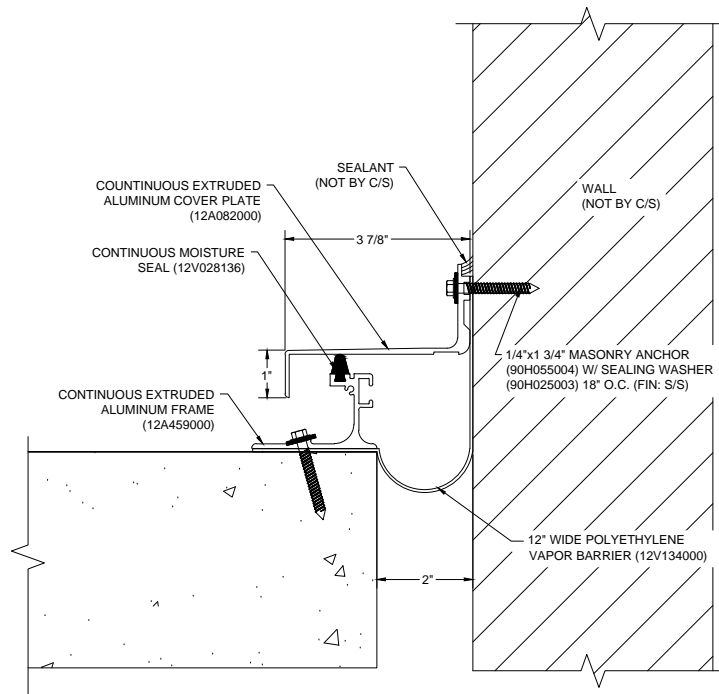 SEALANT
(NOT BY C/S)
COUNTINUOUS EXTRUDED
ALUMINUM COVER PLATE
(12A082000)
WALL
(NOT BY C/S)
3 7/8"
CONTINUOUS MOISTURE
SEAL (12V028136)
1/4"x1 3/4" MASONRY ANCHOR
(90H055004) W/ SEALING WASHER
(90H025003) 18" O.C. (FIN: S/S)
1"
CONTINUOUS EXTRUDED
ALUMINUM FRAME
(12A459000)
12" WIDE POLYETHYLENE
VAPOR BARRIER (12V134000)
2"